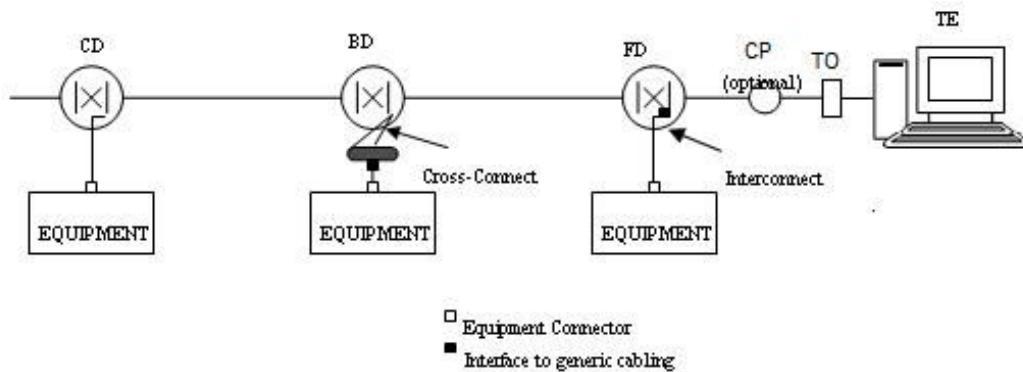 CD
BD
FD
CP
(optional)
TO
TE
Cross-Connect
Interconnect
EQUIPMENT
EQUIPMENT
EQUIPMENT
Equipment Connector
Interface to generic cabling